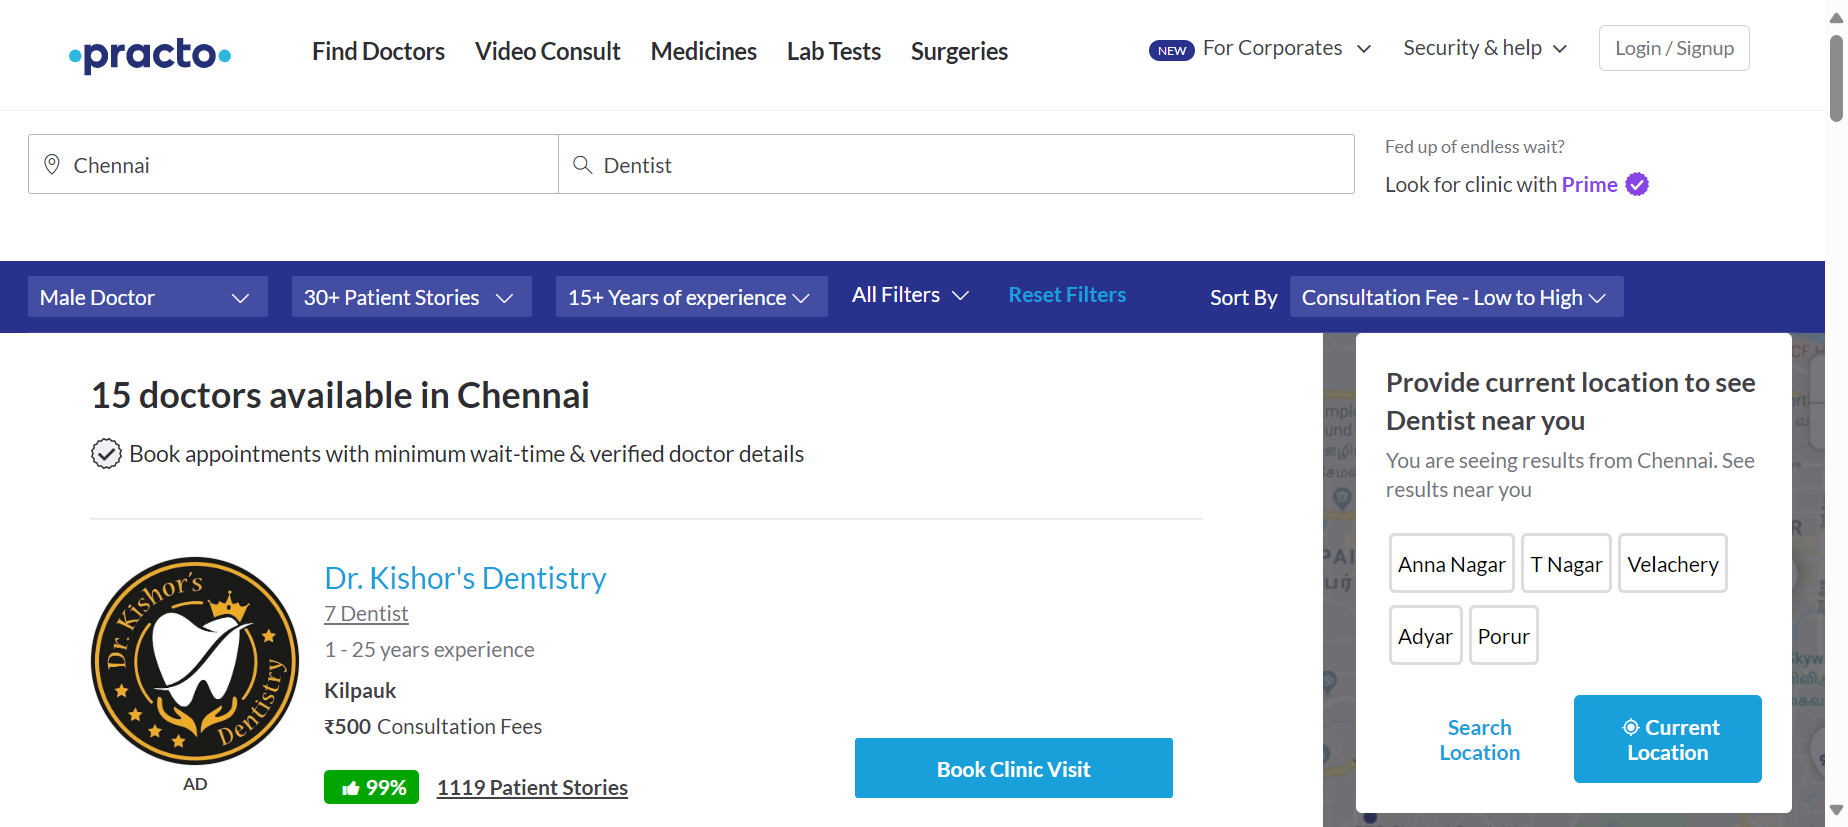 practo
Find Doctors
Video Consult
Medicines
Lab Tests
Surgeries
NEW
For Corporates
Security & help
Login / Signup
Chennai
Dentist
Fed up of endless wait?
Look for clinic with Prime
Male Doctor
30+ Patient Stories
15+ Years of experience
All Filters
Reset Filters
Sort By
Consultation Fee - Low to High
15 doctors available in Chennai
Book appointments with minimum wait-time & verified doctor details
Dr. Kishor's
Dentistry
AD
Dr. Kishor's Dentistry
7 Dentist
1 - 25 years experience
Kilpauk
₹500 Consultation Fees
99%
1119 Patient Stories
Book Clinic Visit
Provide current location to see
Dentist near you
You are seeing results from Chennai. See
results near you
Anna Nagar
T Nagar
Velachery
Adyar
Porur
Search
Location
Current
Location